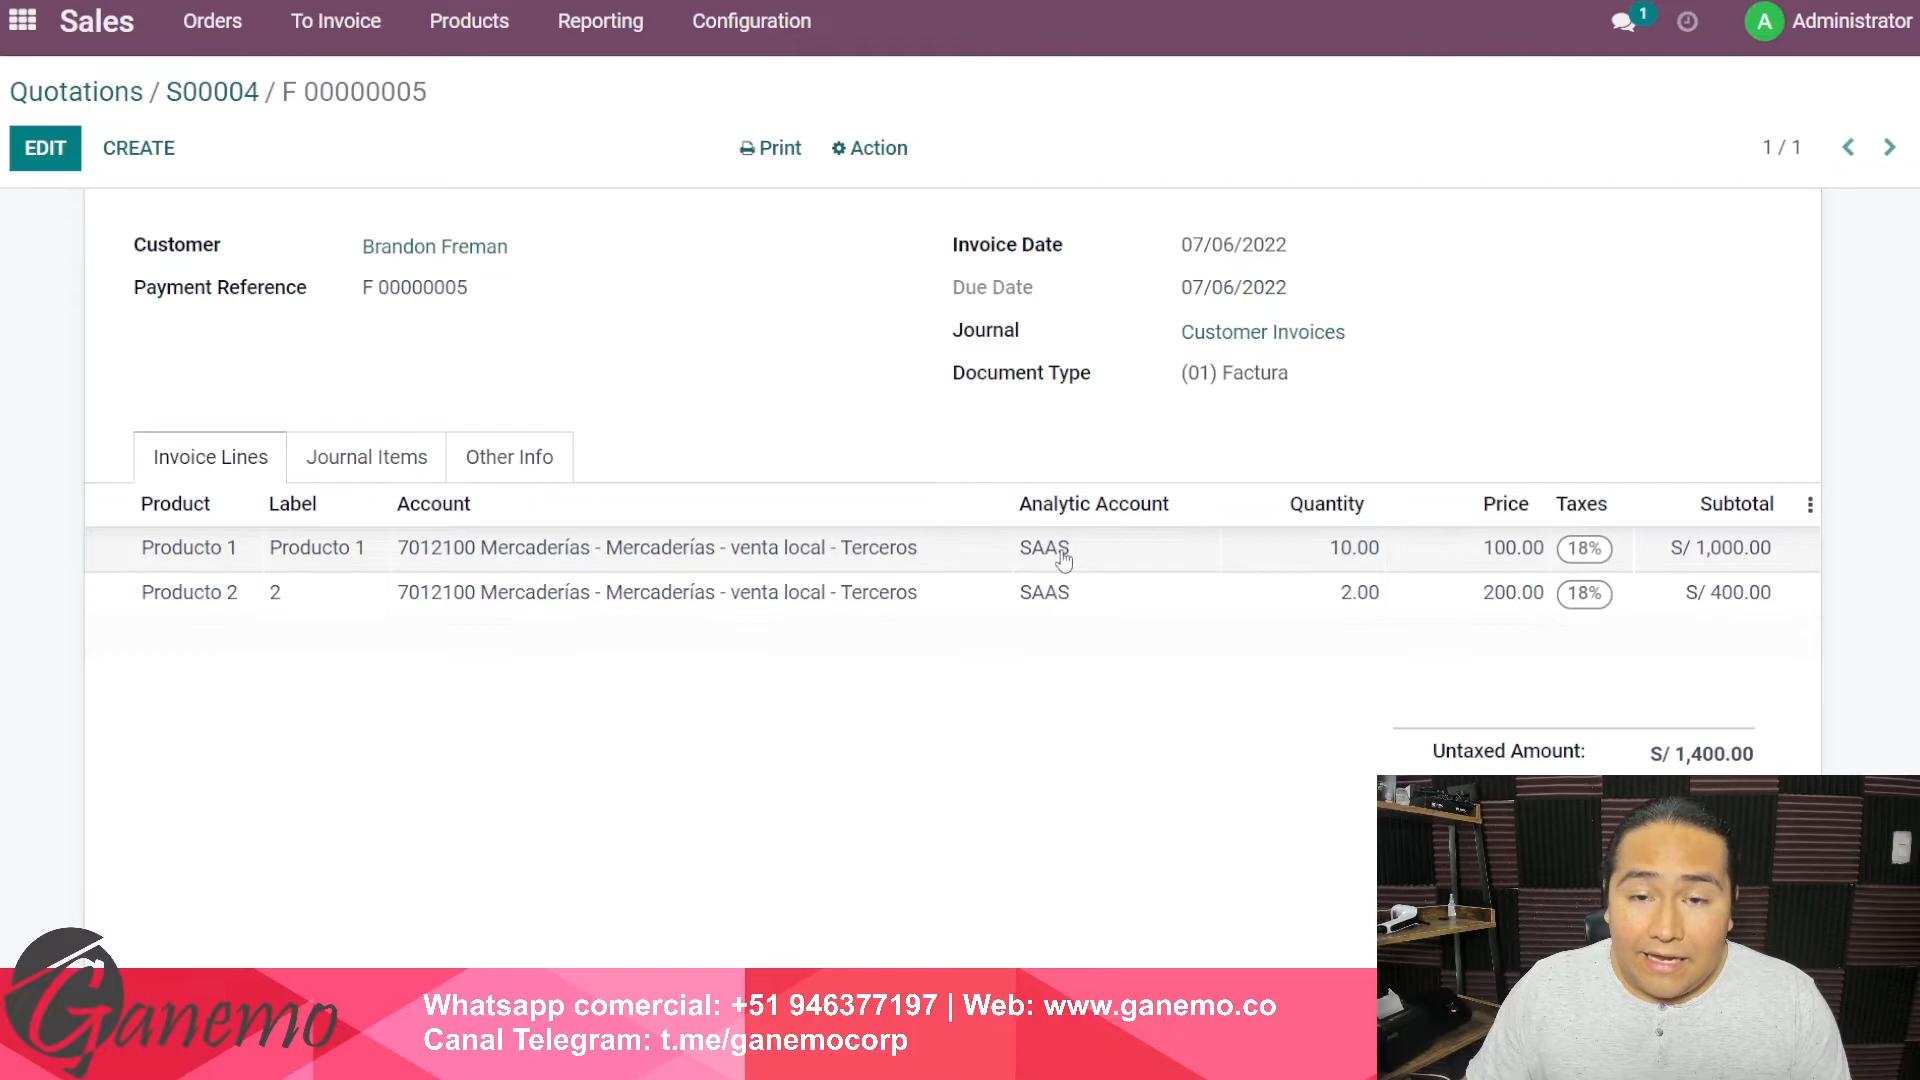 Sales Orders To Invoice Products Reporting Configuration 1 A Administrator
Quotations / S00004 / F 00000005
EDIT CREATE Print Action 1 / 1
Customer Brandon Freman Invoice Date 07/06/2022
Payment Reference F 00000005 Due Date 07/06/2022
Journal Customer Invoices
Document Type (01) Factura
Invoice Lines Journal Items Other Info
Product Label Account Analytic Account Quantity Price Taxes Subtotal
Producto 1 Producto 1 7012100 Mercaderías - Mercaderías - venta local - Terceros SAAS 10.00 100.00 18% S/ 1,000.00
Producto 2 2 7012100 Mercaderías - Mercaderías - venta local - Terceros SAAS 2.00 200.00 18% S/ 400.00
Untaxed Amount: S/ 1,400.00
Ganemo
Whatsapp comercial: +51 946377197 | Web: www.ganemo.co
Canal Telegram: t.me/ganemocorp